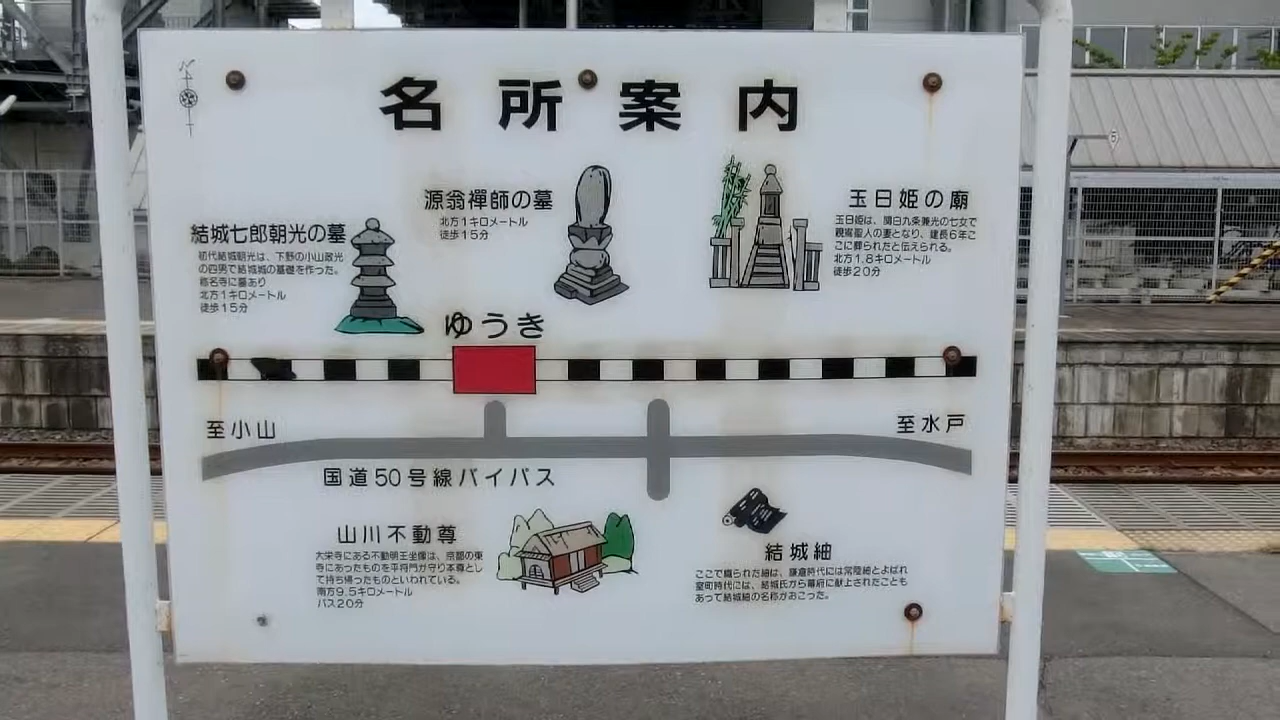 名所案内
源翁禪師の墓
北方1キロメートル
徒歩15分
玉日姫の廟
玉日姫は、関白九条兼光の七女で
親鸞聖人の妻となり、建長6年こ
こに葬られたと伝えられる。
北方1.8キロメートル
徒歩20分
結城七郎朝光の墓
初代結城朝光は、下野の小山政光
の四男で結城城の基礎を作った。
称名寺に墓あり
北方1キロメートル
徒歩15分
ゆうき
至小山
至水戸
国道50号線バイパス
山川不動尊
大栄寺にある不動明王坐像は、京都の東
寺にあったものを平将門が守り本尊とし
て持ち帰ったものといわれている。
南方9.5キロメートル
バス20分
結城紬
ここで織られた紬は、鎌倉時代には常陸紬とよばれ
室町時代には、結城氏から幕府に献上されたことも
あって結城紬の名称がおこった。
5